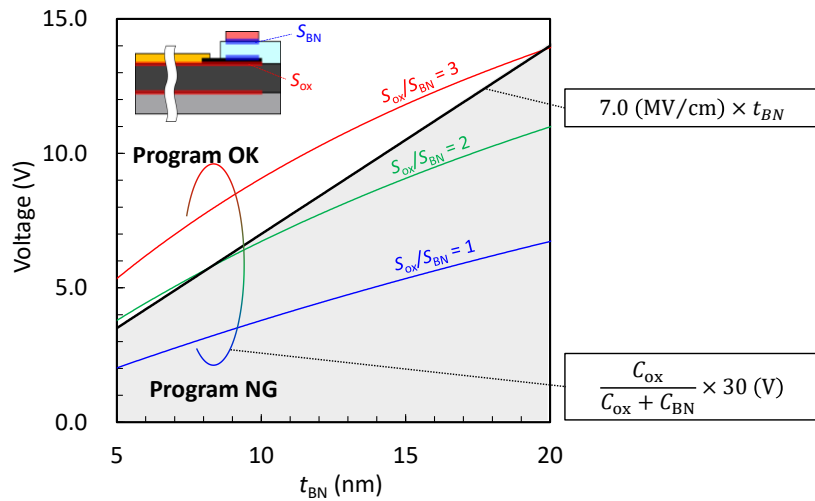 15.0
10.0
5.0
0.0
Voltage (V)
5
10
15
20
t_BN (nm)
S_BN
S_ox
Program OK
Program NG
S_ox/S_BN = 3
S_ox/S_BN = 2
S_ox/S_BN = 1
7.0 (MV/cm) × t_BN
C_ox
C_ox + C_BN
× 30 (V)